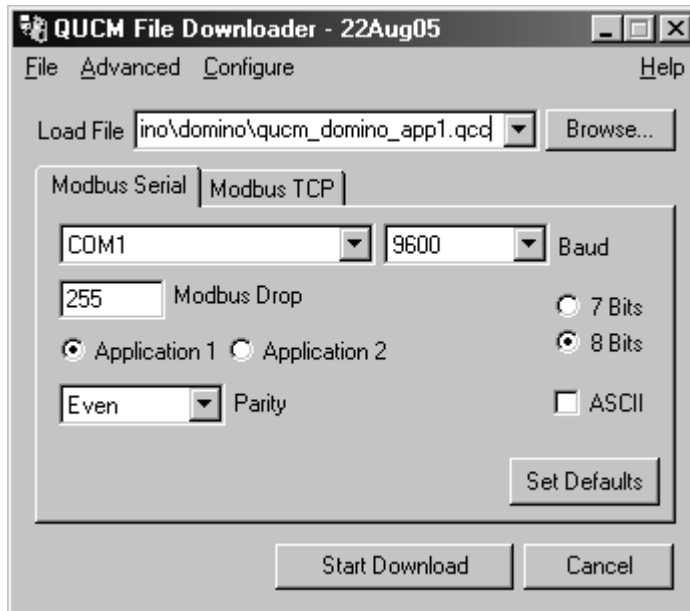 QUCM File Downloader - 22Aug05
File Advanced Configure Help
Load File ino\domino\qucm_domino_app1.qcc Browse...
Modbus Serial Modbus TCP
COM1 9600 Baud
255 Modbus Drop 7 Bits
Application 1 Application 2 8 Bits
Even Parity ASCII
Set Defaults
Start Download Cancel